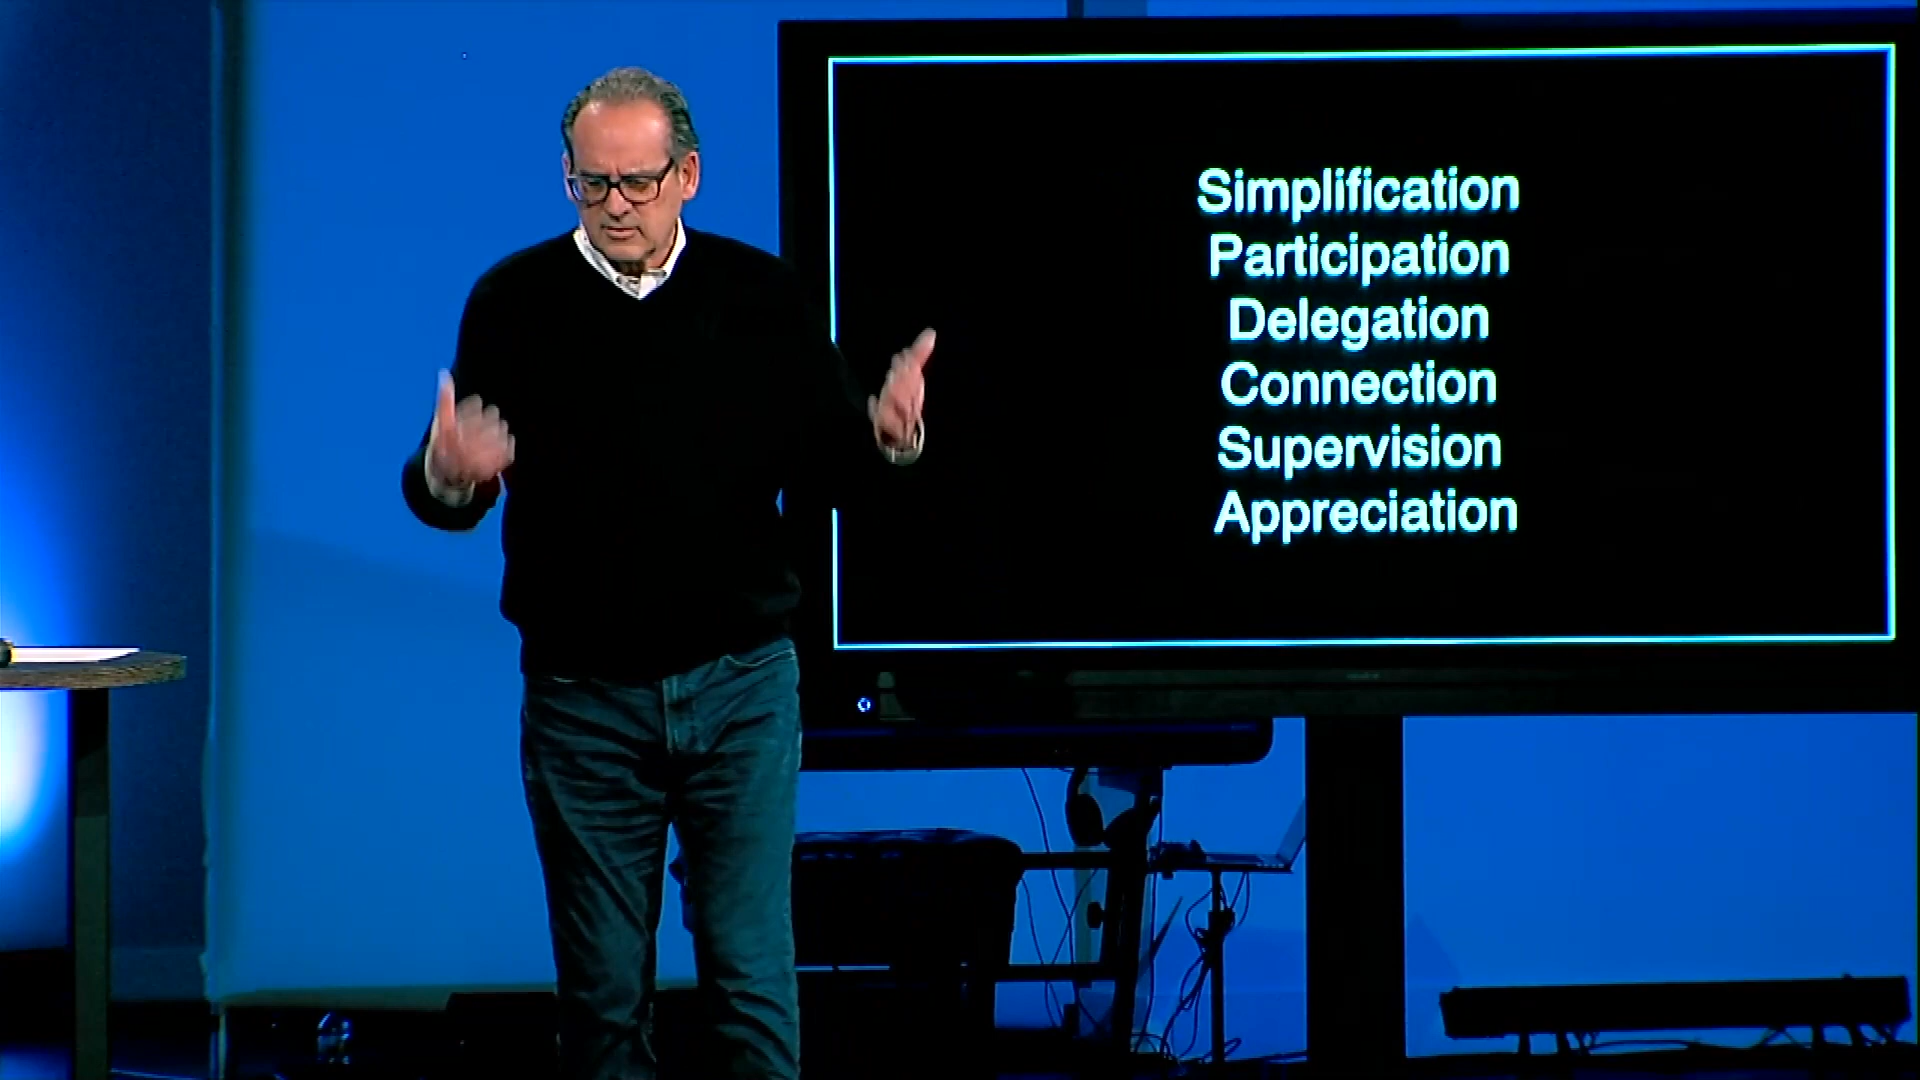 Simplification
Participation
Delegation
Connection
Supervision
Appreciation